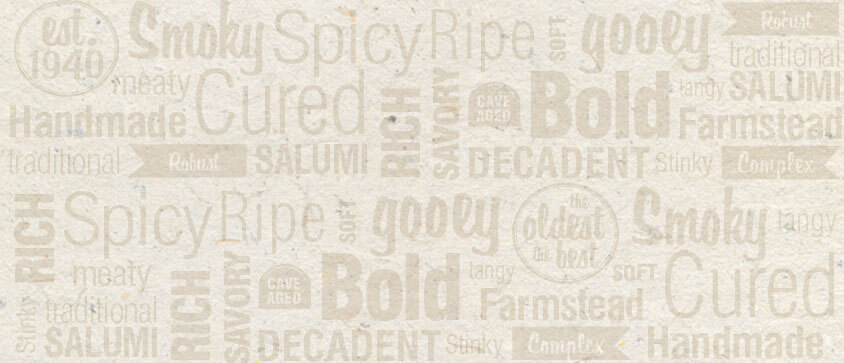 est.
1940
Smoky
Spicy
Ripe
SOFT
gooey
Robust
traditional
meaty
Cured
RICH
SAVORY
CAVE
AGED
Bold
tangy
SALUMI
Handmade
Farmstead
traditional
Robust
SALUMI
DECADENT
Stinky
Complex
RICH
Spicy
Ripe
SOFT
gooey
the
oldest
the best
Smoky
tangy
meaty
RICH
SAVORY
CAVE
AGED
Bold
tangy
SOFT
Cured
Stinky
traditional
Farmstead
SALUMI
DECADENT
Stinky
Complex
Handmade